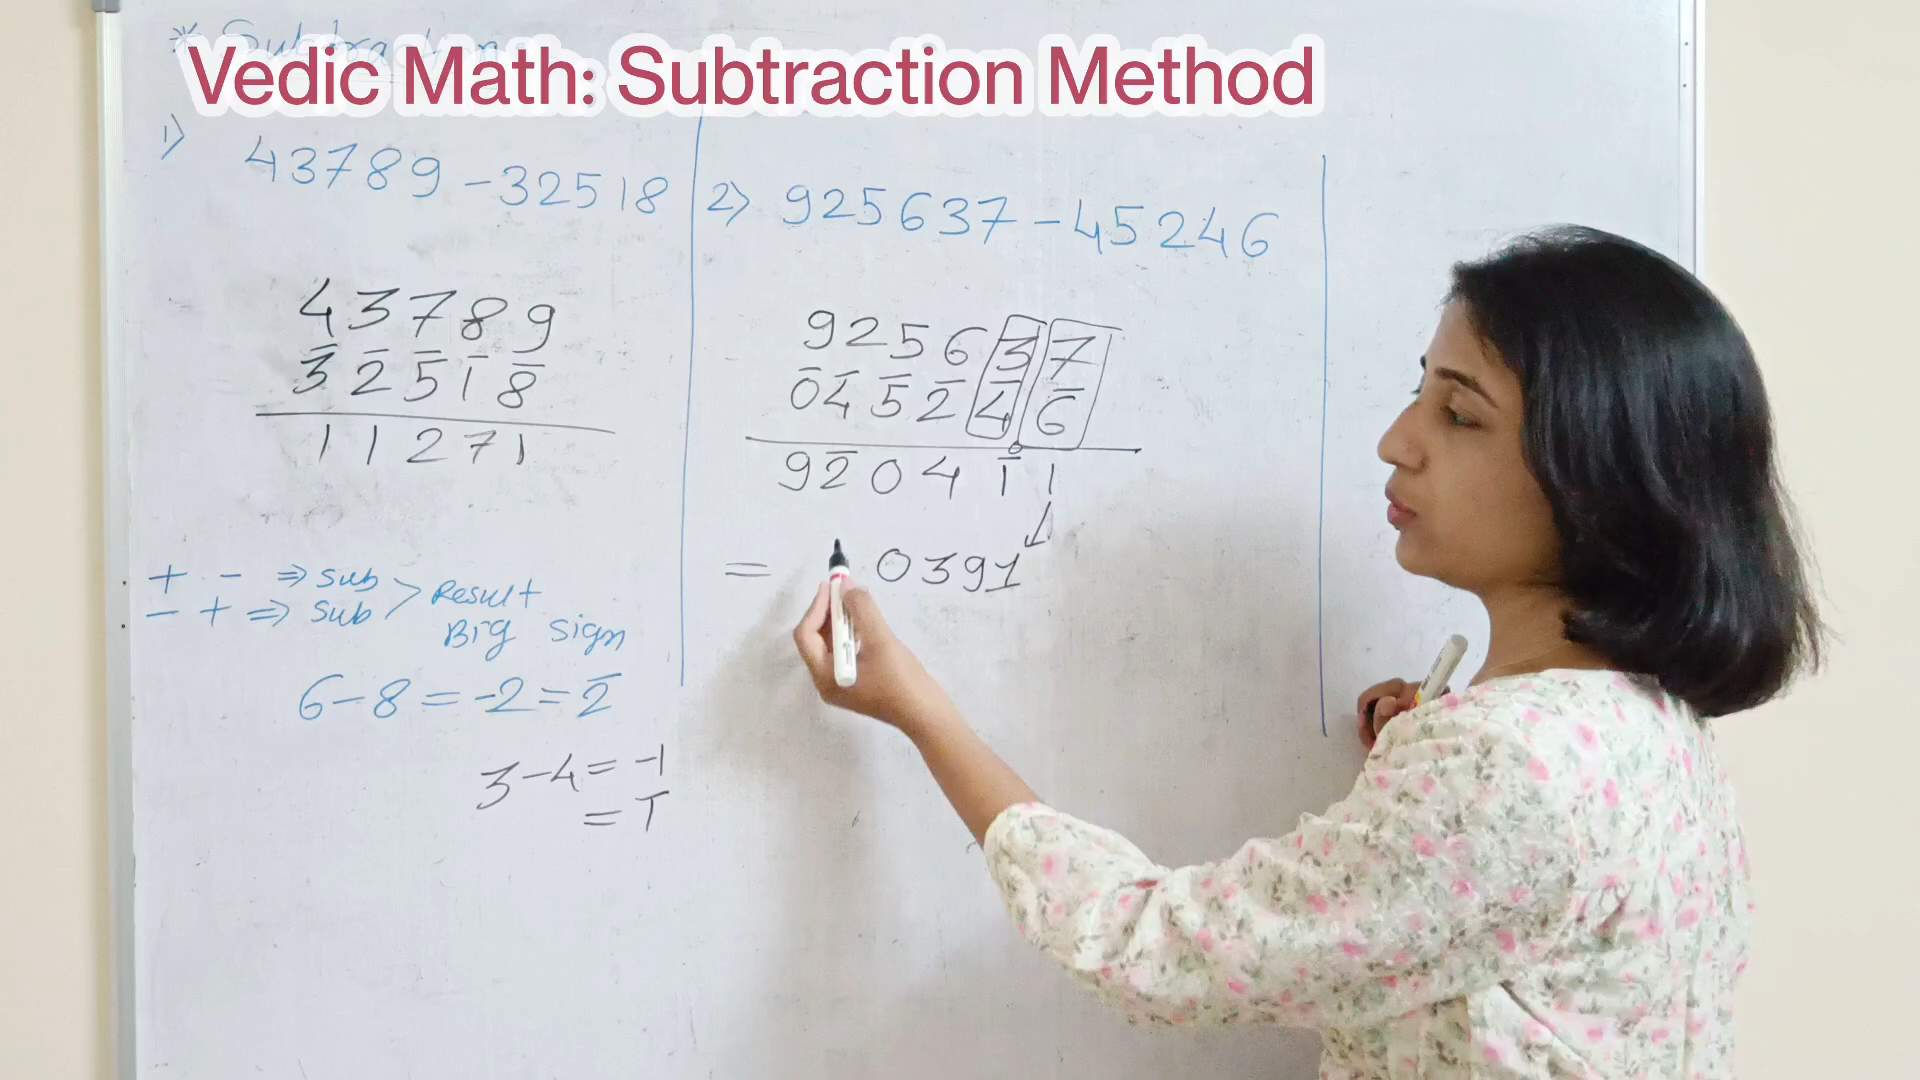 * Subtraction
Vedic Math: Subtraction Method
1) 43789 - 32518
43789
3̅2̅5̅1̅8̅
11271
+ - ⇒ sub
- + ⇒ sub > Result
Big sign
6-8 = -2 = 2̅
3-4 = -1
= 1̅
2) 925637 - 45246
925637
0̅4̅5̅2̅4̅6̅
92̅041̅1
= 0391